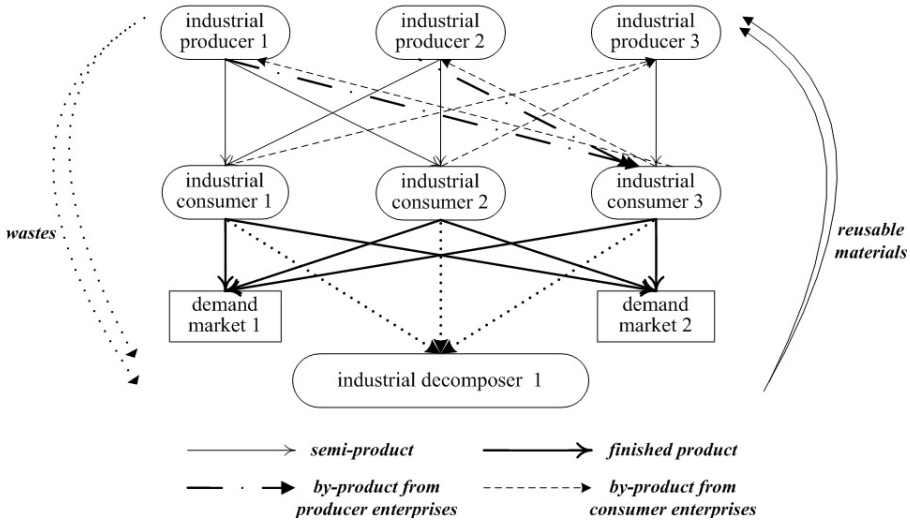 industrial
producer 1
industrial
producer 2
industrial
producer 3
industrial
consumer 1
industrial
consumer 2
industrial
consumer 3
wastes
reusable
materials
demand
market 1
demand
market 2
industrial decomposer 1
semi-product
finished product
by-product from
producer enterprises
by-product from
consumer enterprises